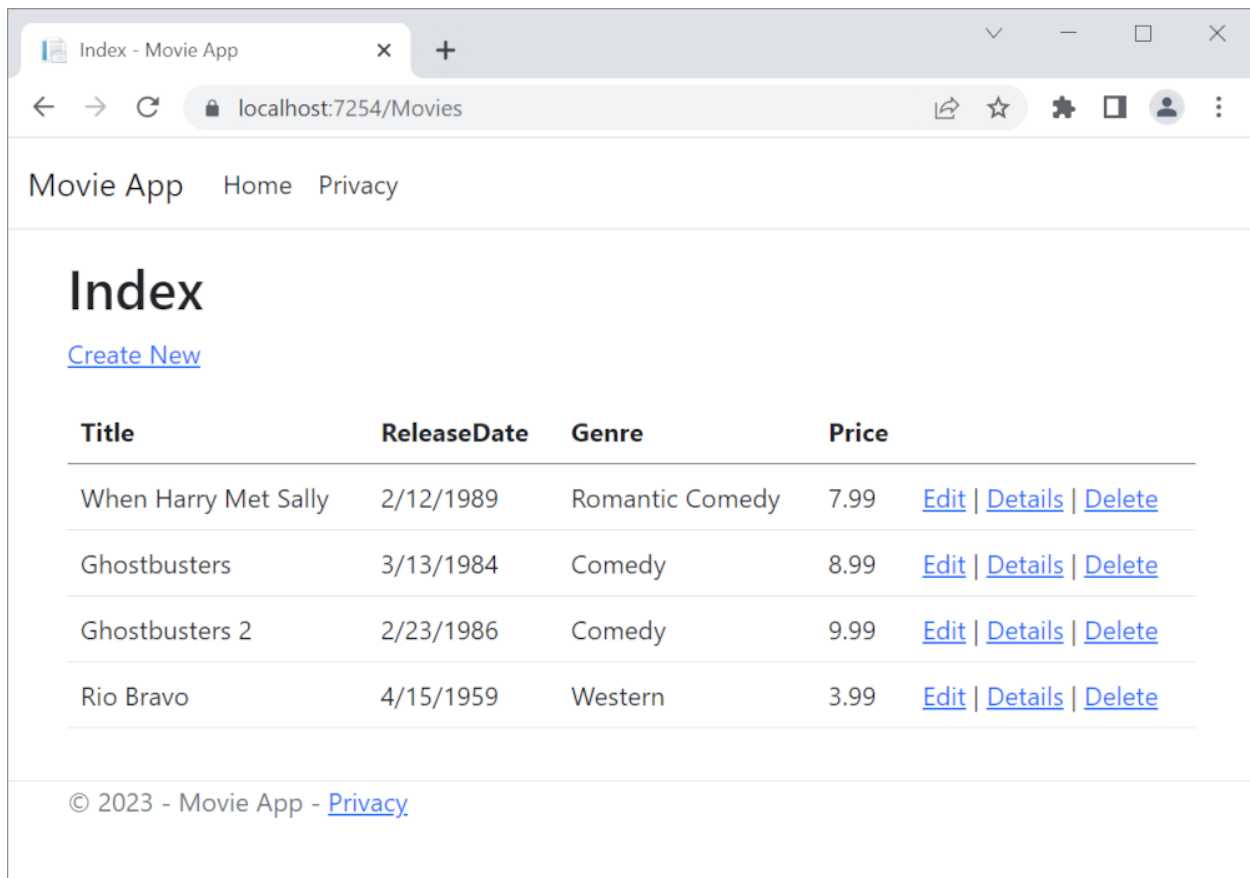 Index - Movie App
localhost:7254/Movies
Movie App Home Privacy
Index
Create New
Title ReleaseDate Genre Price
When Harry Met Sally 2/12/1989 Romantic Comedy 7.99 Edit | Details | Delete
Ghostbusters 3/13/1984 Comedy 8.99 Edit | Details | Delete
Ghostbusters 2 2/23/1986 Comedy 9.99 Edit | Details | Delete
Rio Bravo 4/15/1959 Western 3.99 Edit | Details | Delete
© 2023 - Movie App - Privacy